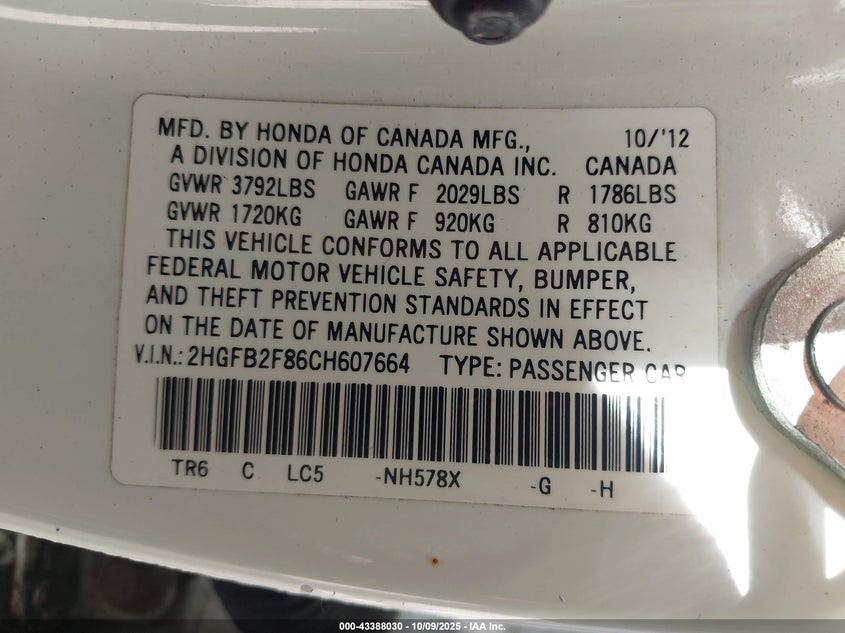 MFD. BY HONDA OF CANADA MFG., 10/'12
A DIVISION OF HONDA CANADA INC. CANADA
GVWR 3792LBS GAWR F 2029LBS R 1786LBS
GVWR 1720KG GAWR F 920KG R 810KG
THIS VEHICLE CONFORMS TO ALL APPLICABLE
FEDERAL MOTOR VEHICLE SAFETY, BUMPER,
AND THEFT PREVENTION STANDARDS IN EFFECT
ON THE DATE OF MANUFACTURE SHOWN ABOVE.
V.I.N.: 2HGFB2F86CH607664 TYPE: PASSENGER CAR
TR6 C LC5 -NH578X -G -H
000-43388030 - 10/09/2025 - IAA Inc.